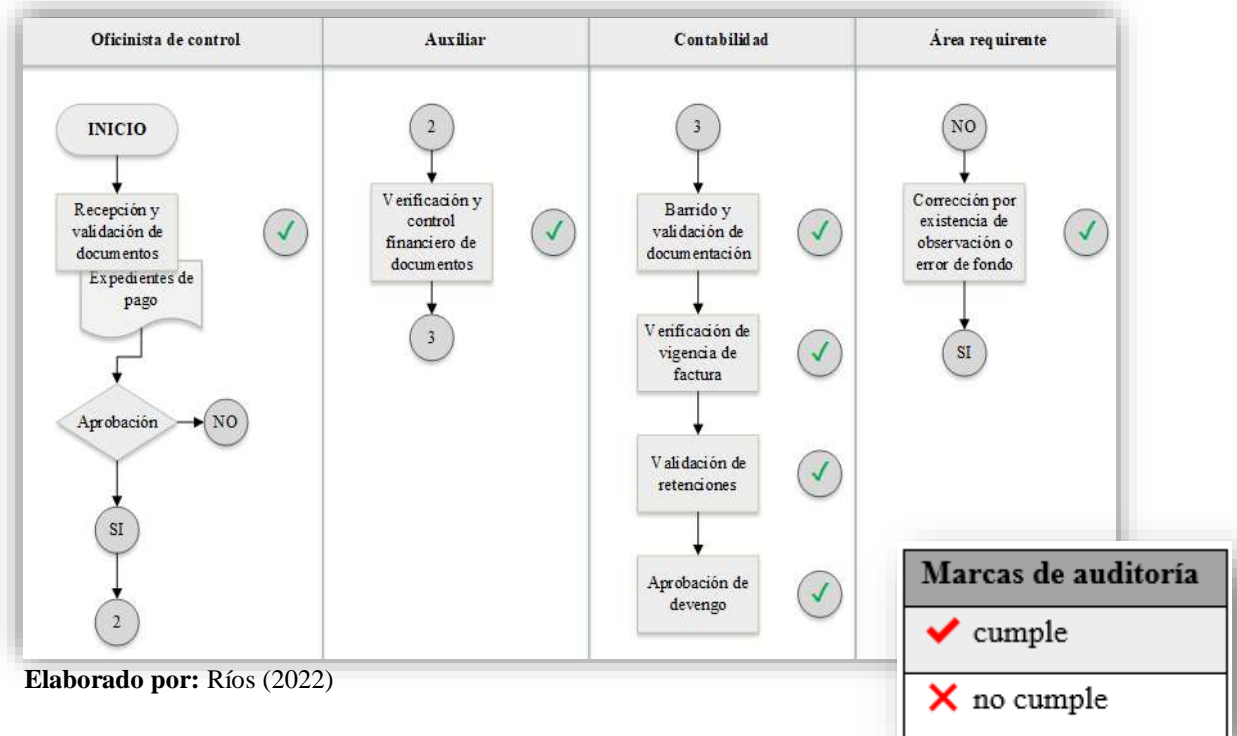 Oficinista de control
Auxiliar
Contabilidad
Área requirente
INICIO
Recepción y
validación de
documentos
Expedientes de
pago
Aprobación
NO
SI
2
2
Verificación y
control
financiero de
documentos
3
3
Barrido y
validación de
documentación
Verificación de
vigencia de
factura
Validación de
retenciones
Aprobación de
devengo
NO
Corrección por
existencia de
observación o
error de fondo
SI
Marcas de auditoría
cumple
no cumple
Elaborado por: Ríos (2022)